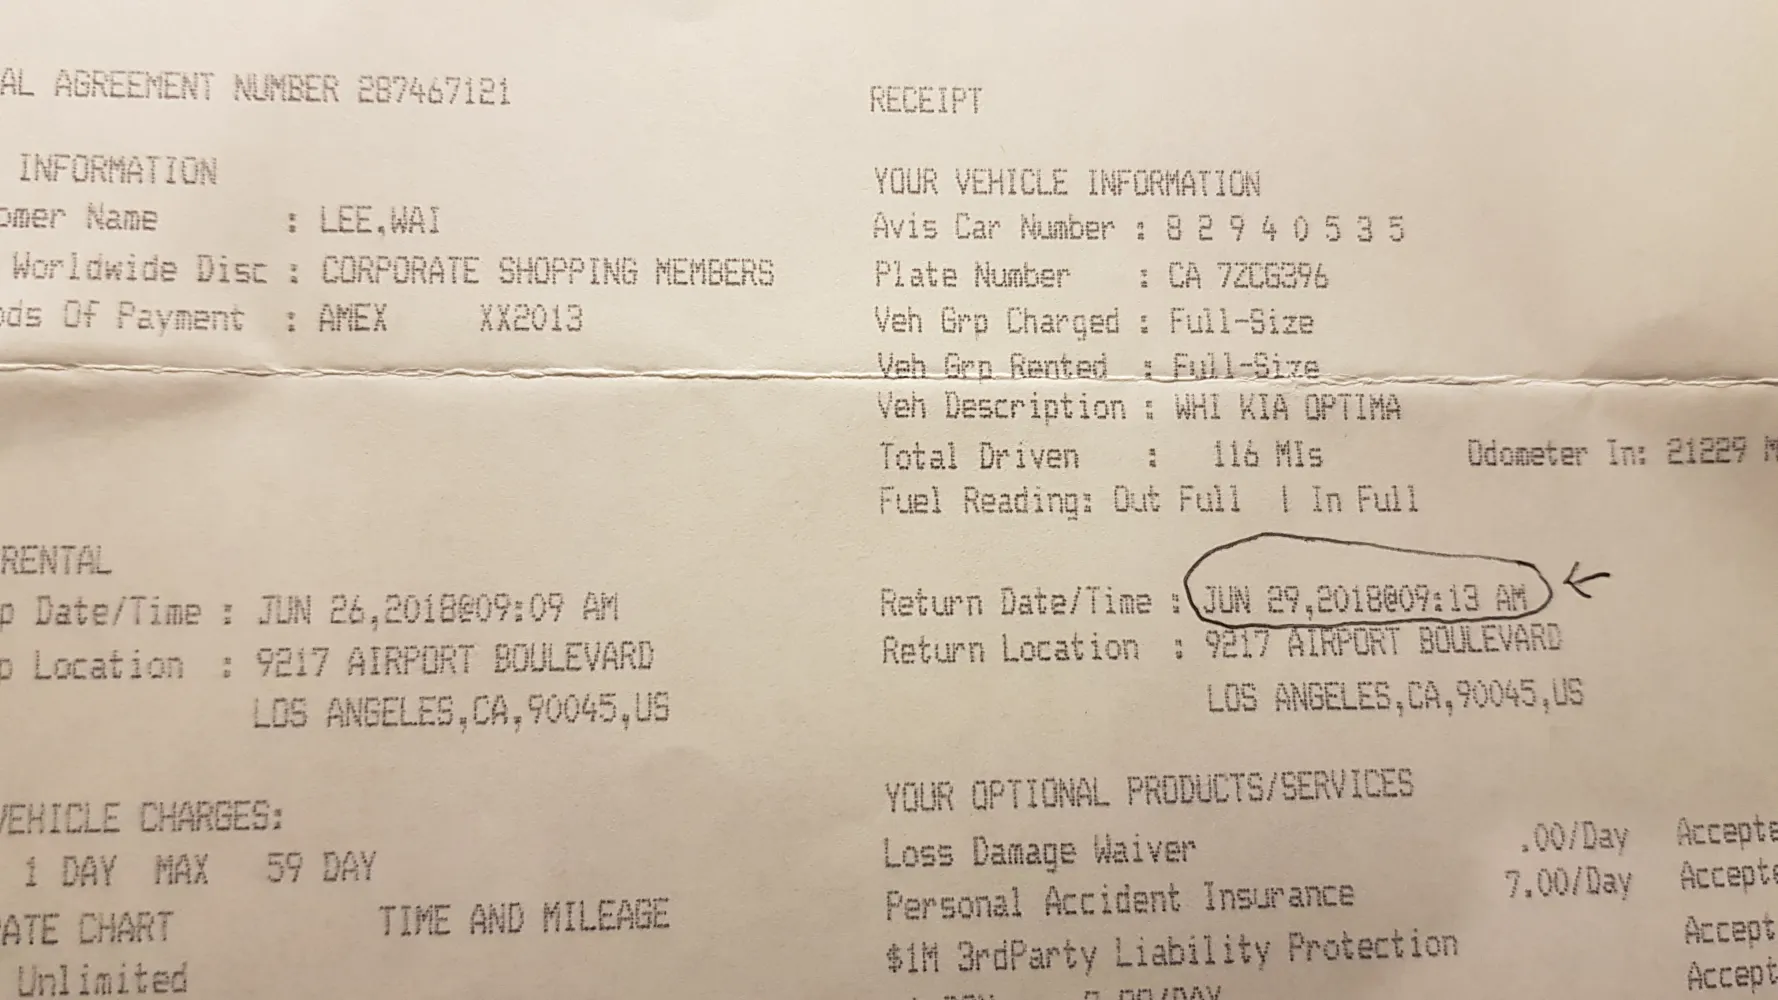 AL AGREEMENT NUMBER 287467121
INFORMATION
omer Name : LEE,WAI
Worldwide Disc : CORPORATE SHOPPING MEMBERS
ods Of Payment : AMEX XX2013
RENTAL
p Date/Time : JUN 26,2018@09:09 AM
p Location : 9217 AIRPORT BOULEVARD
LOS ANGELES,CA,90045,US
VEHICLE CHARGES:
1 DAY MAX 59 DAY
ATE CHART TIME AND MILEAGE
Unlimited
RECEIPT
YOUR VEHICLE INFORMATION
Avis Car Number : 8 2 9 4 0 5 3 5
Plate Number : CA 7ZCG396
Veh Grp Charged : Full-Size
Veh Grp Rented : Full-Size
Veh Description : WHI KIA OPTIMA
Total Driven : 116 MIs Odometer In: 21229 M
Fuel Reading: Out Full | In Full
Return Date/Time : JUN 29,2018@09:13 AM
Return Location : 9217 AIRPORT BOULEVARD
LOS ANGELES,CA,90045,US
YOUR OPTIONAL PRODUCTS/SERVICES
Loss Damage Waiver .00/Day Accepte
Personal Accident Insurance 7.00/Day Accepte
$1M 3rdParty Liability Protection Accept
Accept